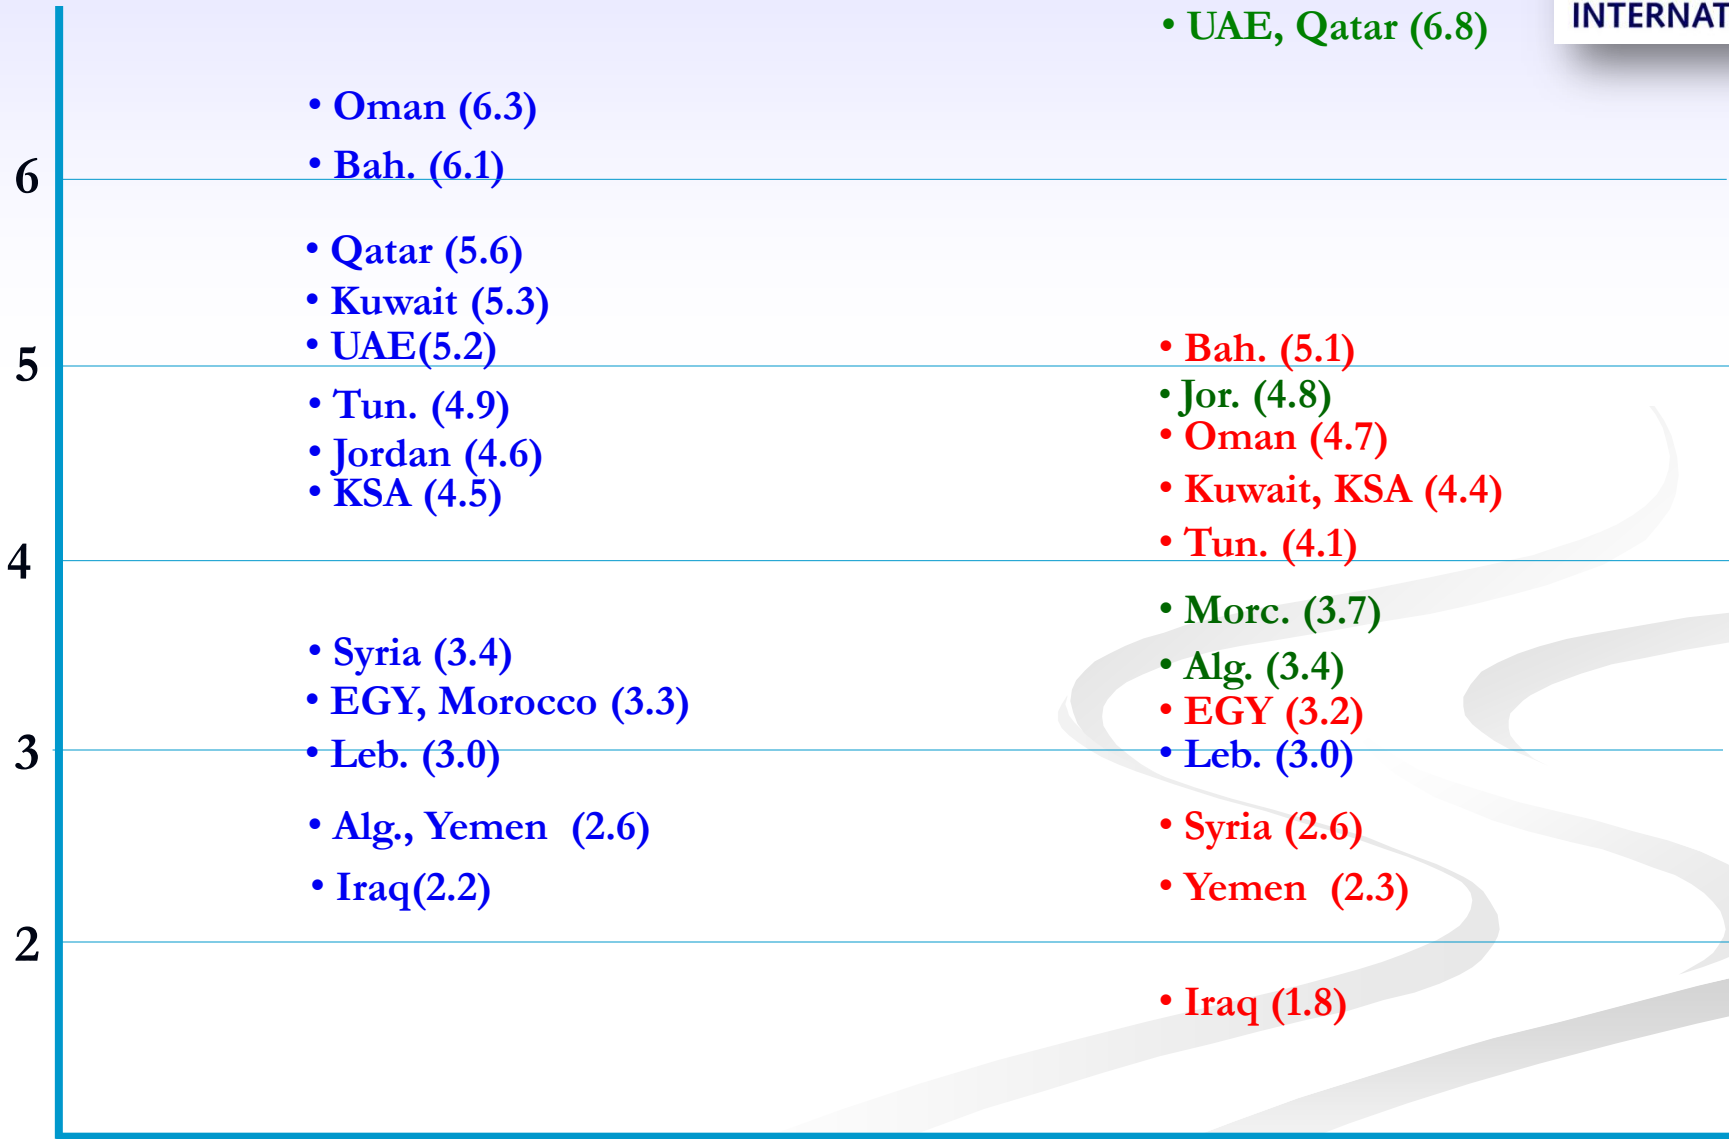 • UAE, Qatar (6.8)
INTERNAT
• Oman (6.3)
• Bah. (6.1)
6
• Qatar (5.6)
• Kuwait (5.3)
• UAE(5.2)
• Bah. (5.1)
5
• Tun. (4.9)
• Jor. (4.8)
• Jordan (4.6)
• Oman (4.7)
• KSA (4.5)
• Kuwait, KSA (4.4)
• Tun. (4.1)
4
• Morc. (3.7)
• Syria (3.4)
• Alg. (3.4)
• EGY, Morocco (3.3)
• EGY (3.2)
3
• Leb. (3.0)
• Leb. (3.0)
• Alg., Yemen (2.6)
• Syria (2.6)
• Iraq(2.2)
• Yemen (2.3)
2
• Iraq (1.8)